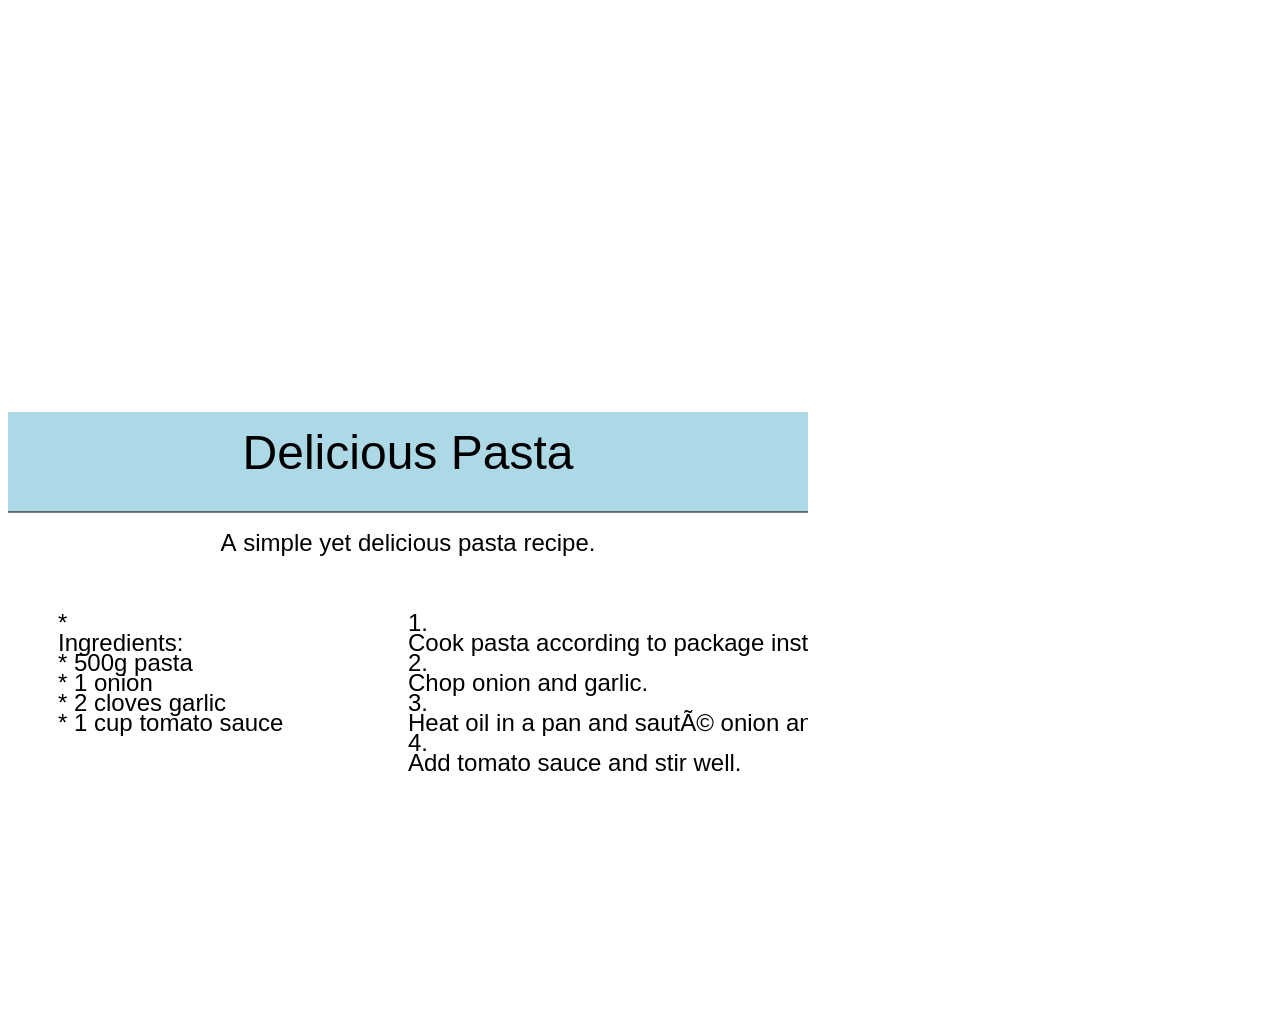 Delicious Pasta
A simple yet delicious pasta recipe.
*
Ingredients:
* 500g pasta
* 1 onion
* 2 cloves garlic
* 1 cup tomato sauce
1.
Cook pasta according to package inst
2.
Chop onion and garlic.
3.
Heat oil in a pan and sautÃ© onion an
4.
Add tomato sauce and stir well.